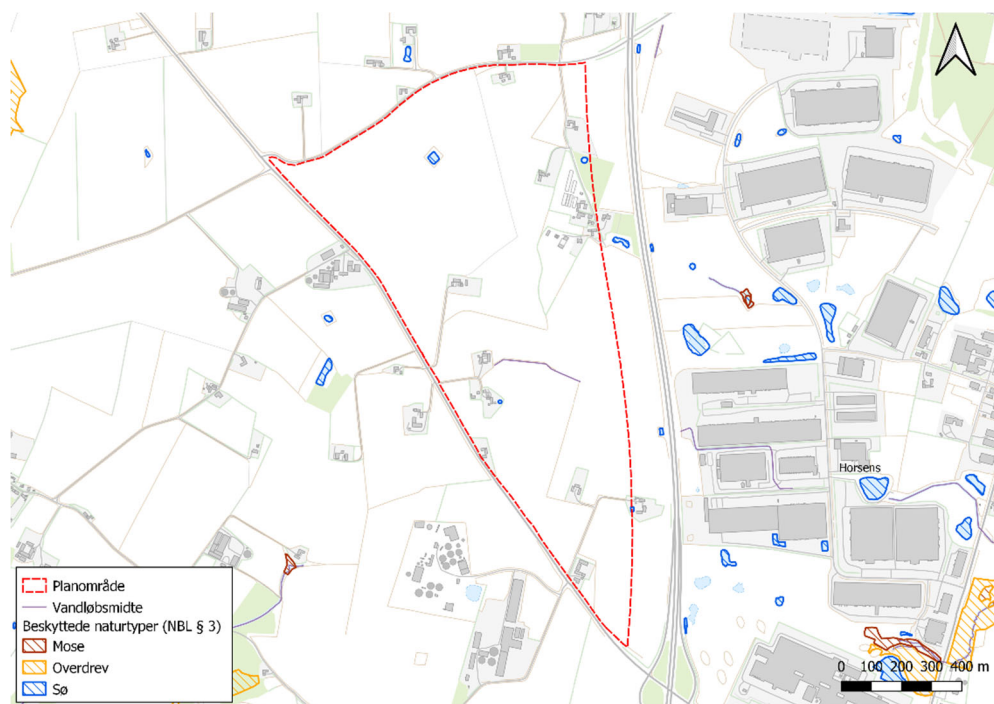 Horsens
Planområde
Vandløbsmidte
Beskyttede naturtyper (NBL § 3)
Mose
Overdrev
Sø
0 100 200 300 400 m